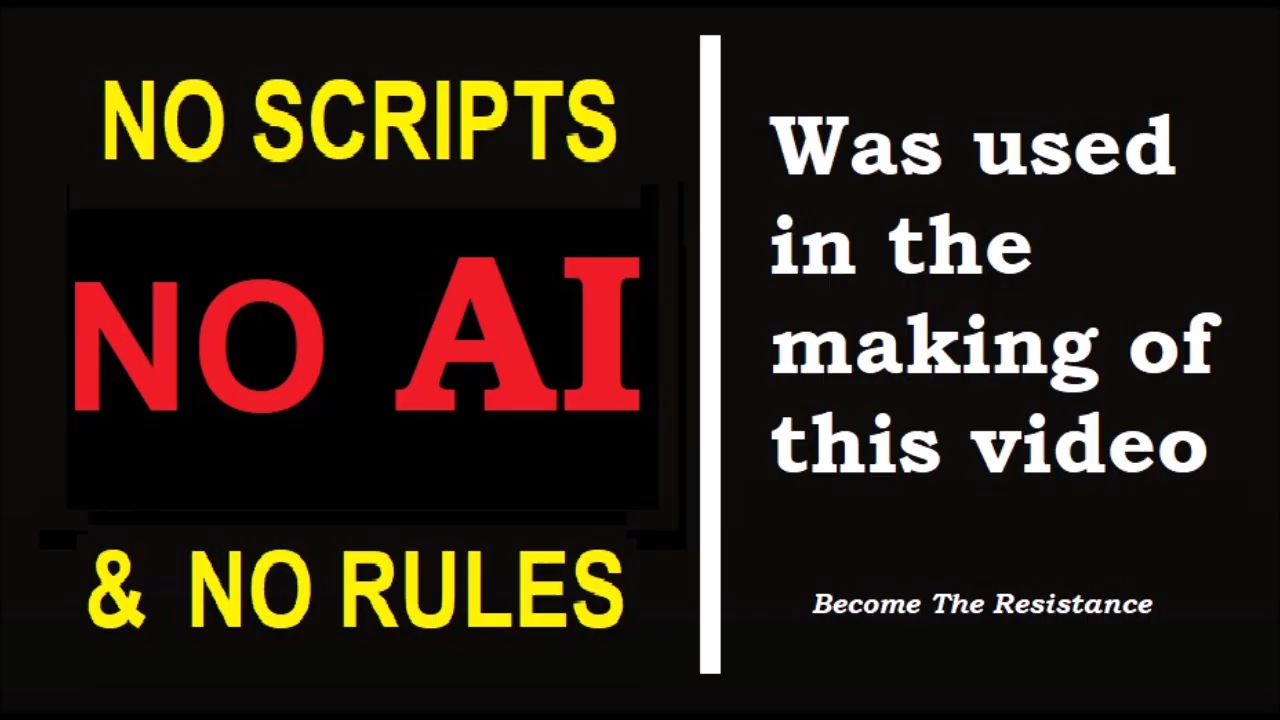 NO SCRIPTS
NO AI
& NO RULES
Was used
in the
making of
this video
Become The Resistance